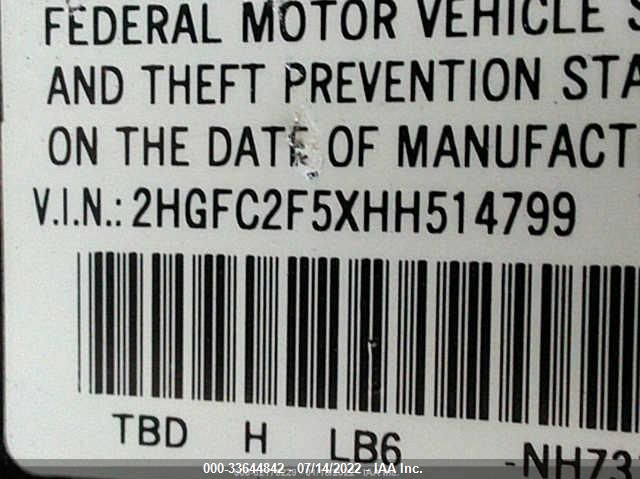 FEDERAL MOTOR VEHICLE
AND THEFT PREVENTION STA
ON THE DATE OF MANUFACT
V.I.N.: 2HGFC2F5XHH514799
TBD H LB6 -NH731
000-33644842 - 07/14/2022 - IAA Inc.